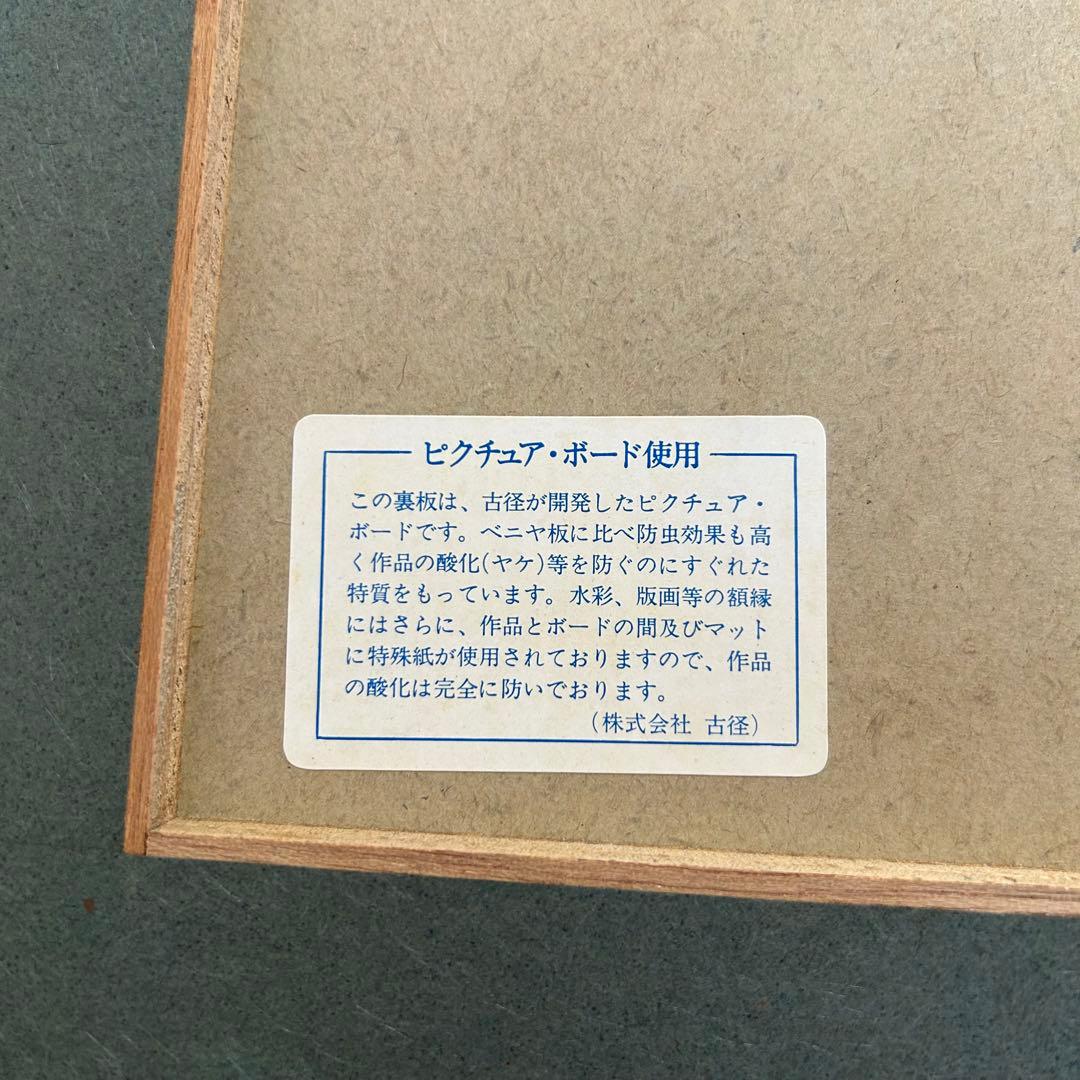 ピクチュア・ボード使用
この裏板は、古径が開発したピクチュア・
ボードです。ベニヤ板に比べ防虫効果も高
く作品の酸化(ヤケ)等を防ぐのにすぐれた
特質をもっています。水彩、版画等の額縁
にはさらに、作品とボードの間及びマット
に特殊紙が使用されておりますので、作品
の酸化は完全に防いでおります。
(株式会社 古径)